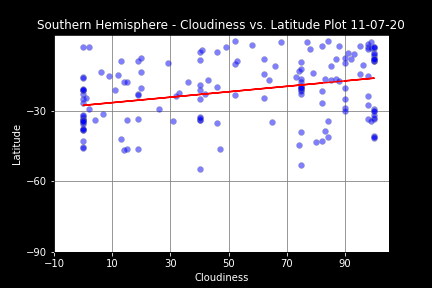 Southern Hemisphere - Cloudiness vs. Latitude Plot 11-07-20
Latitude
−30
−60
−90
−10 10 30 50 70 90
Cloudiness